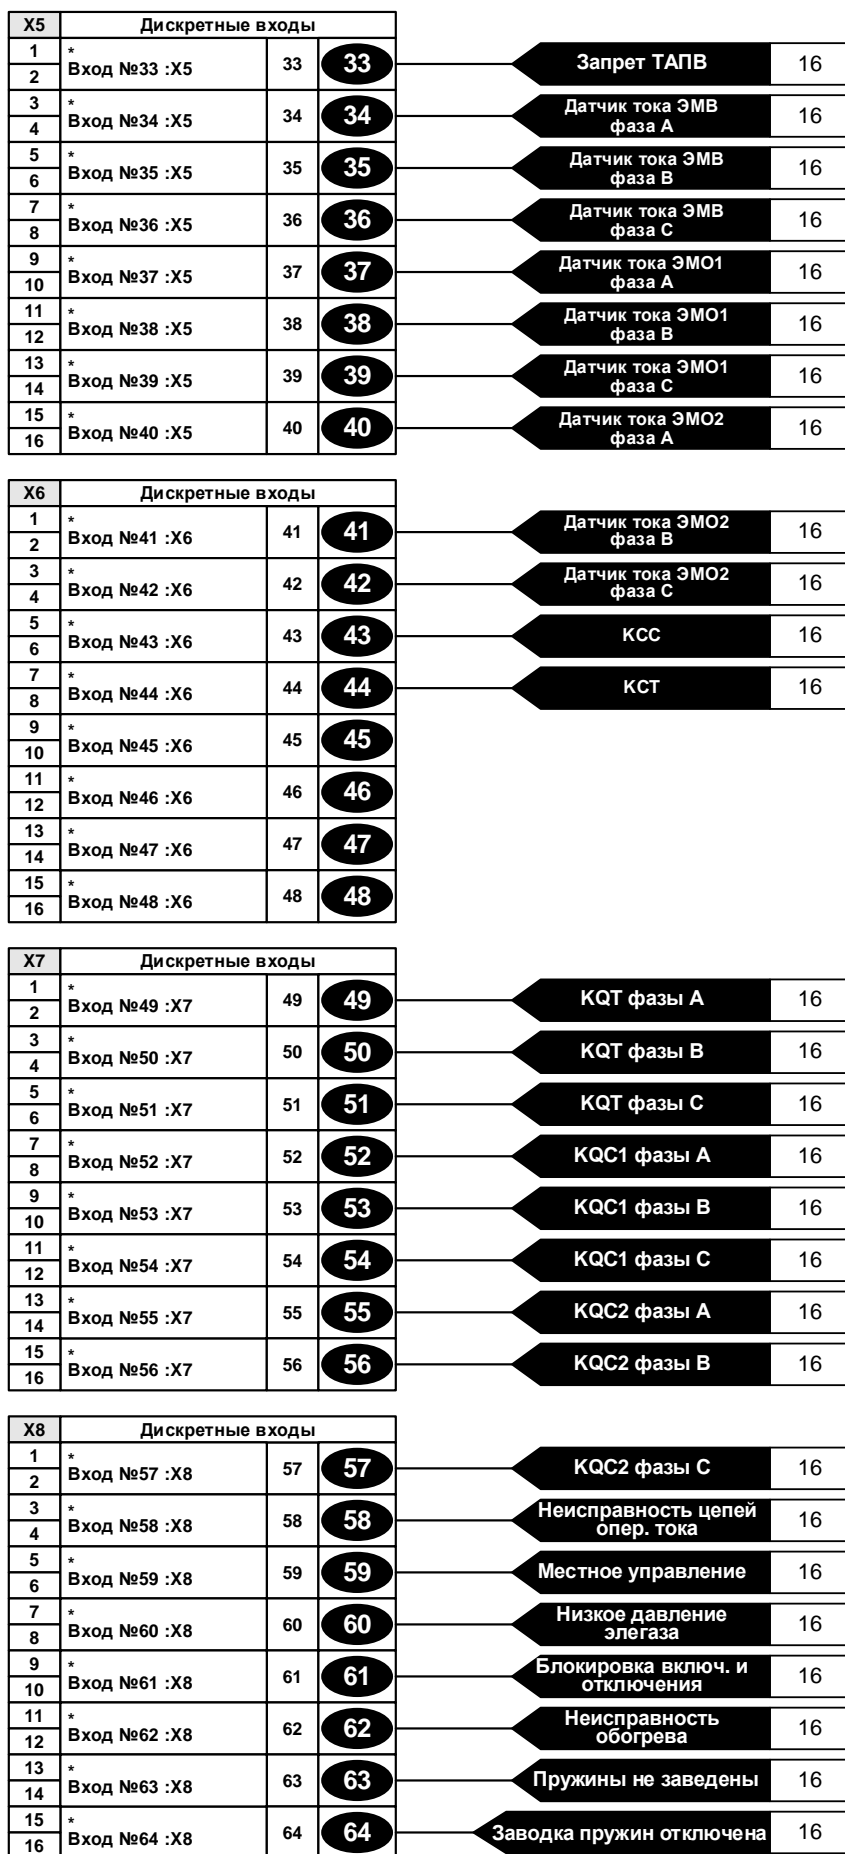 X5 Дискретные входы
1 * Вход №33 :X5 33 33 Запрет ТАПВ 16
2
3 * Вход №34 :X5 34 34 Датчик тока ЭМВ фаза А 16
4
5 * Вход №35 :X5 35 35 Датчик тока ЭМВ фаза В 16
6
7 * Вход №36 :X5 36 36 Датчик тока ЭМВ фаза С 16
8
9 * Вход №37 :X5 37 37 Датчик тока ЭМО1 фаза А 16
10
11 * Вход №38 :X5 38 38 Датчик тока ЭМО1 фаза В 16
12
13 * Вход №39 :X5 39 39 Датчик тока ЭМО1 фаза С 16
14
15 * Вход №40 :X5 40 40 Датчик тока ЭМО2 фаза А 16
16
X6 Дискретные входы
1 * Вход №41 :X6 41 41 Датчик тока ЭМО2 фаза В 16
2
3 * Вход №42 :X6 42 42 Датчик тока ЭМО2 фаза С 16
4
5 * Вход №43 :X6 43 43 KCC 16
6
7 * Вход №44 :X6 44 44 KCT 16
8
9 * Вход №45 :X6 45 45
10
11 * Вход №46 :X6 46 46
12
13 * Вход №47 :X6 47 47
14
15 * Вход №48 :X6 48 48
16
X7 Дискретные входы
1 * Вход №49 :X7 49 49 KQT фазы А 16
2
3 * Вход №50 :X7 50 50 KQT фазы В 16
4
5 * Вход №51 :X7 51 51 KQT фазы С 16
6
7 * Вход №52 :X7 52 52 KQC1 фазы А 16
8
9 * Вход №53 :X7 53 53 KQC1 фазы В 16
10
11 * Вход №54 :X7 54 54 KQC1 фазы С 16
12
13 * Вход №55 :X7 55 55 KQC2 фазы А 16
14
15 * Вход №56 :X7 56 56 KQC2 фазы В 16
16
X8 Дискретные входы
1 * Вход №57 :X8 57 57 KQC2 фазы С 16
2
3 * Вход №58 :X8 58 58 Неисправность цепей опер. тока 16
4
5 * Вход №59 :X8 59 59 Местное управление 16
6
7 * Вход №60 :X8 60 60 Низкое давление элегаза 16
8
9 * Вход №61 :X8 61 61 Блокировка включ. и отключения 16
10
11 * Вход №62 :X8 62 62 Неисправность обогрева 16
12
13 * Вход №63 :X8 63 63 Пружины не заведены 16
14
15 * Вход №64 :X8 64 64 Заводка пружин отключена 16
16